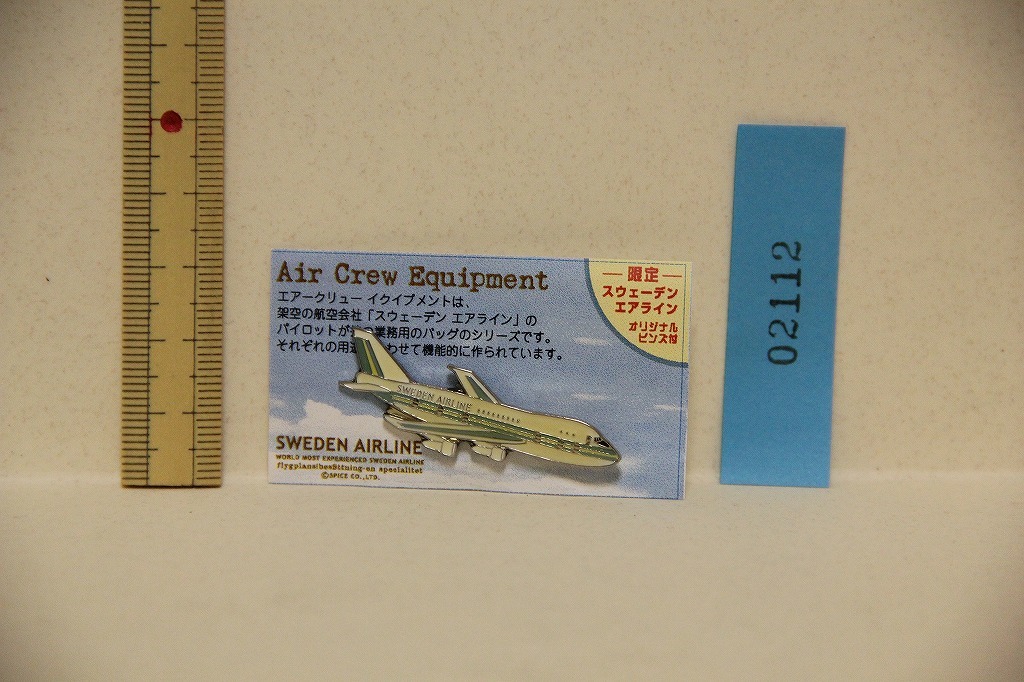 Air Crew Equipment
エアークリュー イクイプメントは、
架空の航空会社「スウェーデン エアライン」の
パイロットが 業務用のバッグのシリーズです。
それぞれの用途 わせて機能的に作られています。
限定
スウェーデン
エアライン
オリジナル
ピンズ付
SWEDEN AIRLINE
SWEDEN AIRLINE
WORLD MOST EXPERIENCED SWEDEN AIRLINE
flygplans(besättning-en specialitet
©SPICE CO.,LTD.
02112